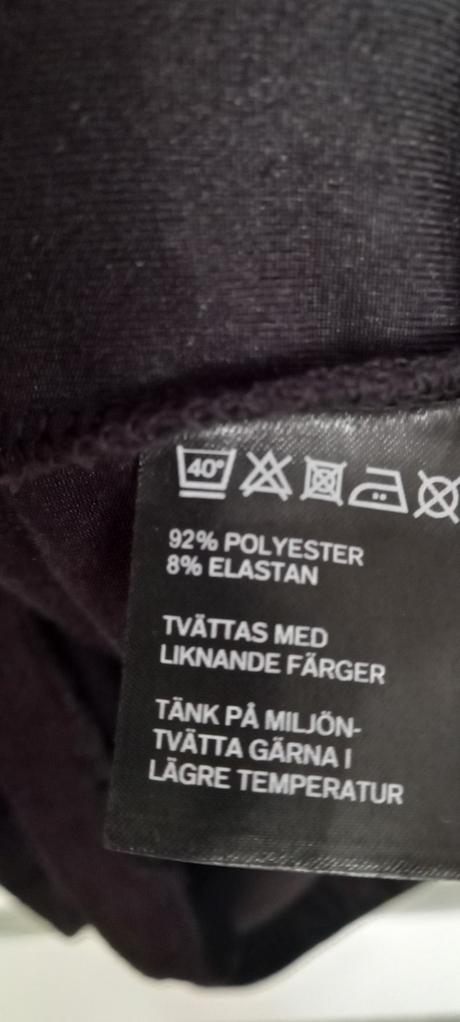 40°
92% POLYESTER
8% ELASTAN
TVÄTTAS MED
LIKNANDE FÄRGER
TÄNK PÅ MILJÖN-
TVÄTTA GÄRNA I
LÄGRE TEMPERATUR